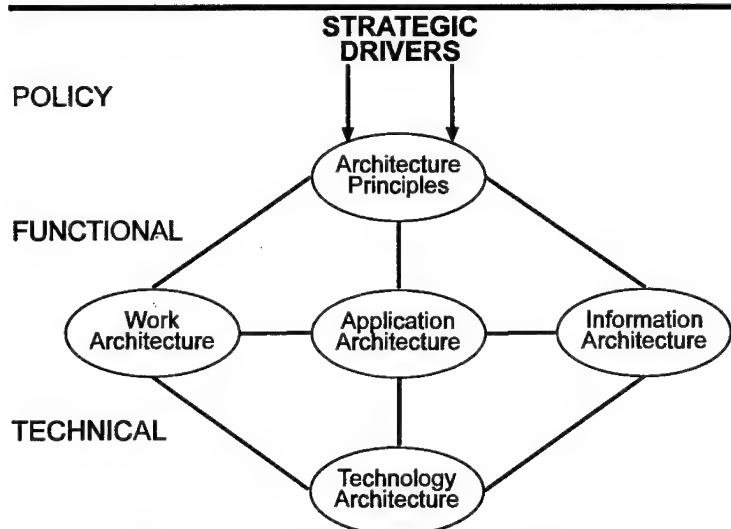 STRATEGIC
DRIVERS
POLICY
Architecture
Principles
FUNCTIONAL
Work
Architecture
Application
Architecture
Information
Architecture
TECHNICAL
Technology
Architecture